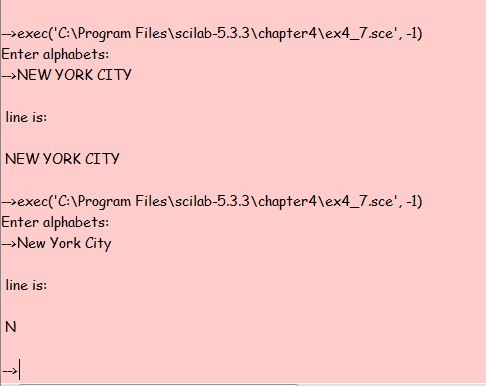 -->exec('C:\Program Files\scilab-5.3.3\chapter4\ex4_7.sce', -1)
Enter alphabets:
-->NEW YORK CITY
line is:
NEW YORK CITY
-->exec('C:\Program Files\scilab-5.3.3\chapter4\ex4_7.sce', -1)
Enter alphabets:
-->New York City
line is:
N
-->